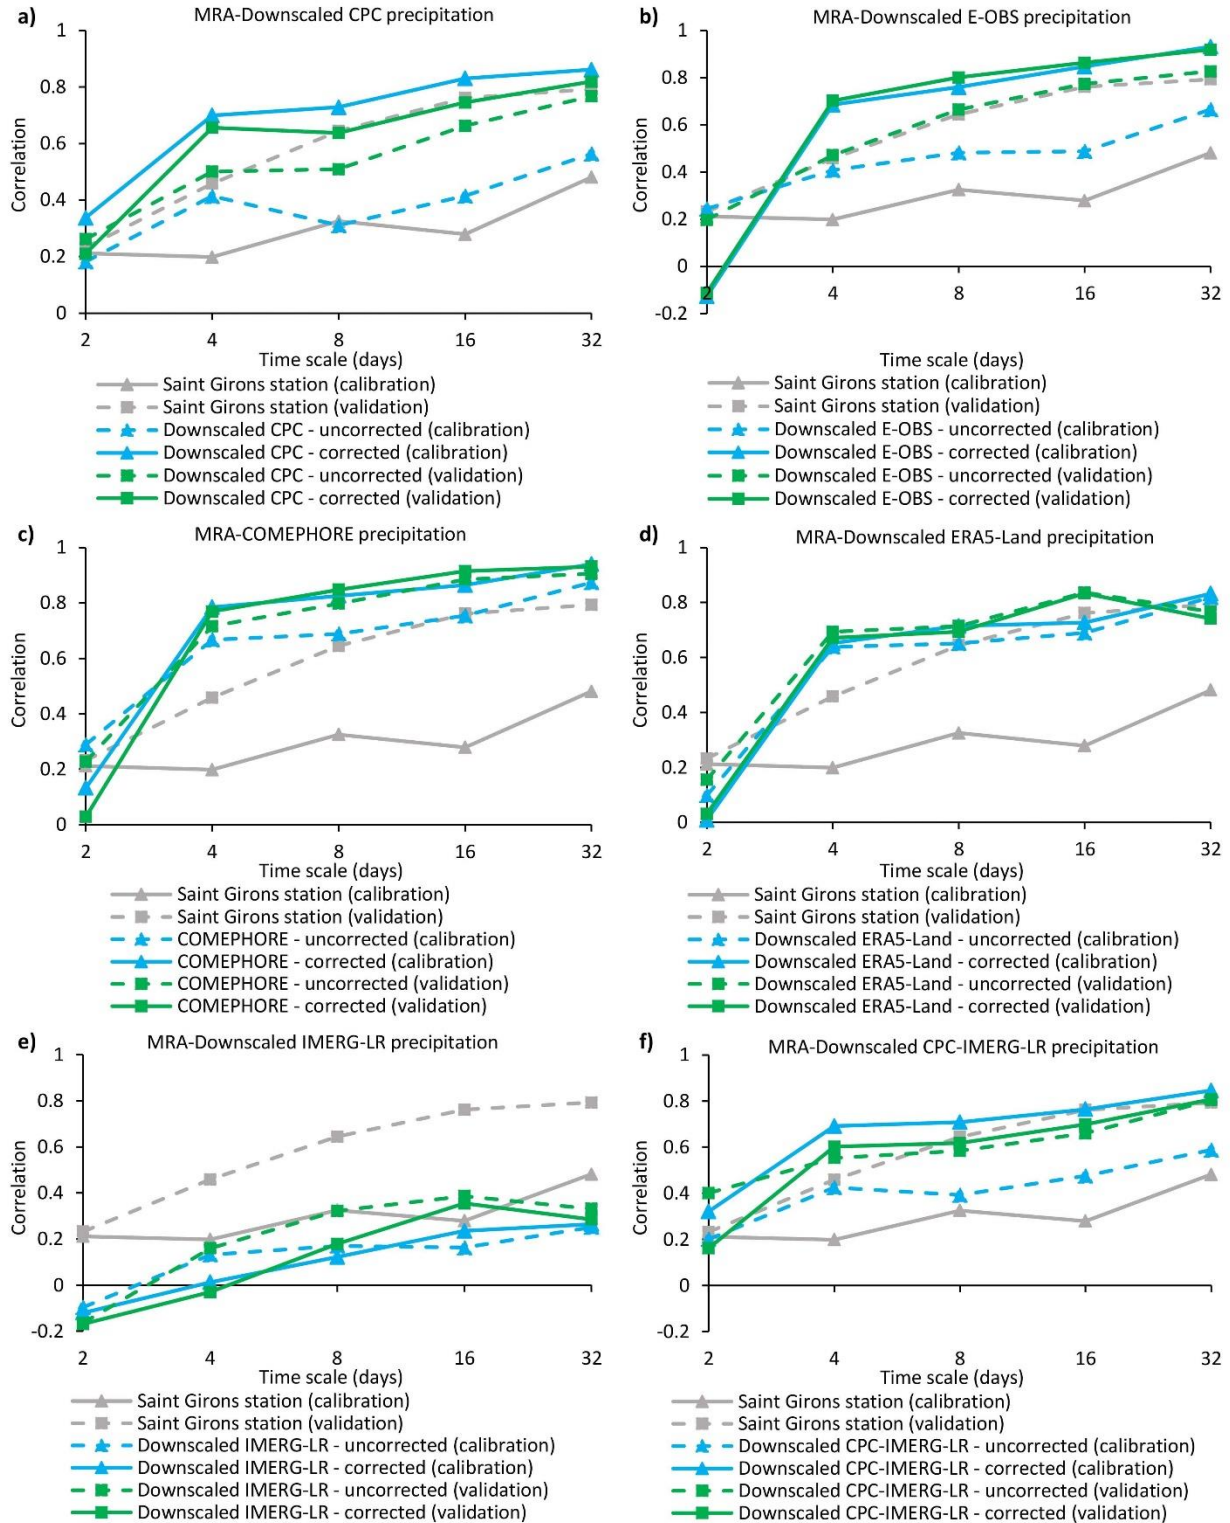 a) MRA-Downscaled CPC precipitation
1
0.8
0.6
0.4
0.2
0
Correlation
2 4 8 16 32
Time scale (days)
Saint Girons station (calibration)
Saint Girons station (validation)
Downscaled CPC - uncorrected (calibration)
Downscaled CPC - corrected (calibration)
Downscaled CPC - uncorrected (validation)
Downscaled CPC - corrected (validation)
b) MRA-Downscaled E-OBS precipitation
1
0.8
0.6
0.4
0.2
0
-0.2
Correlation
2 4 8 16 32
Time scale (days)
Saint Girons station (calibration)
Saint Girons station (validation)
Downscaled E-OBS - uncorrected (calibration)
Downscaled E-OBS - corrected (calibration)
Downscaled E-OBS - uncorrected (validation)
Downscaled E-OBS - corrected (validation)
c) MRA-COMEPHORE precipitation
1
0.8
0.6
0.4
0.2
0
Correlation
2 4 8 16 32
Time scale (days)
Saint Girons station (calibration)
Saint Girons station (validation)
COMEPHORE - uncorrected (calibration)
COMEPHORE - corrected (calibration)
COMEPHORE - uncorrected (validation)
COMEPHORE - corrected (validation)
d) MRA-Downscaled ERA5-Land precipitation
1
0.8
0.6
0.4
0.2
0
Correlation
2 4 8 16 32
Time scale (days)
Saint Girons station (calibration)
Saint Girons station (validation)
Downscaled ERA5-Land - uncorrected (calibration)
Downscaled ERA5-Land - corrected (calibration)
Downscaled ERA5-Land - uncorrected (validation)
Downscaled ERA5-Land - corrected (validation)
e) MRA-Downscaled IMERG-LR precipitation
1
0.8
0.6
0.4
0.2
0
-0.2
Correlation
2 4 8 16 32
Time scale (days)
Saint Girons station (calibration)
Saint Girons station (validation)
Downscaled IMERG-LR - uncorrected (calibration)
Downscaled IMERG-LR - corrected (calibration)
Downscaled IMERG-LR - uncorrected (validation)
Downscaled IMERG-LR - corrected (validation)
f) MRA-Downscaled CPC-IMERG-LR precipitation
1
0.8
0.6
0.4
0.2
0
-0.2
Correlation
2 4 8 16 32
Time scale (days)
Saint Girons station (calibration)
Saint Girons station (validation)
Downscaled CPC-IMERG-LR - uncorrected (calibration)
Downscaled CPC-IMERG-LR - corrected (calibration)
Downscaled CPC-IMERG-LR - uncorrected (validation)
Downscaled CPC-IMERG-LR - corrected (validation)